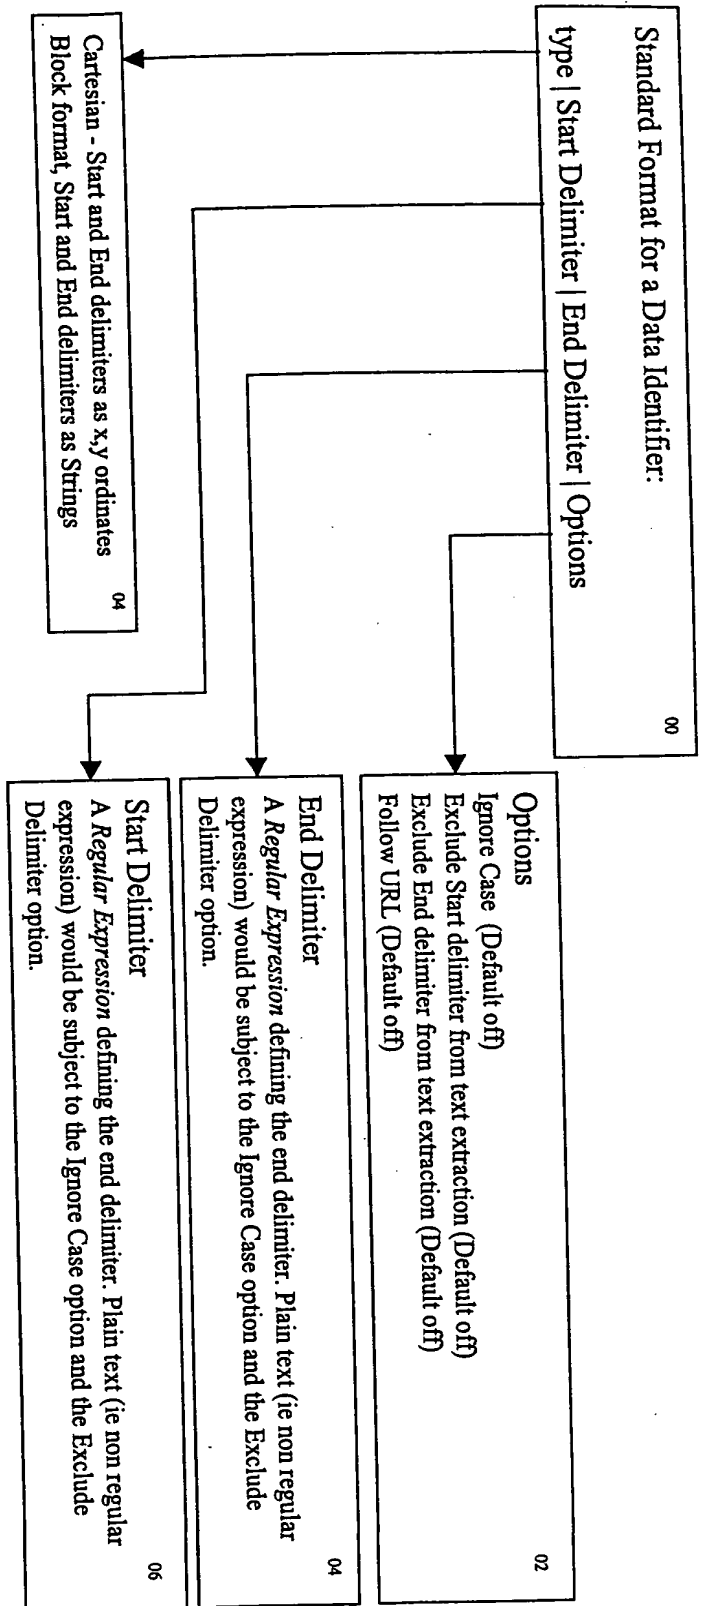 Standard Format for a Data Identifier:
type | Start Delimiter | End Delimiter | Options
00
Options
Ignore Case (Default off)
Exclude Start delimiter from text extraction (Default off)
Exclude End delimiter from text extraction (Default off)
Follow URL (Default off)
02
End Delimiter
A Regular Expression defining the end delimiter. Plain text (ie non regular
expression) would be subject to the Ignore Case option and the Exclude
Delimiter option.
04
Start Delimiter
A Regular Expression defining the end delimiter. Plain text (ie non regular
expression) would be subject to the Ignore Case option and the Exclude
Delimiter option.
06
Cartesian - Start and End delimiters as x,y ordinates
Block format, Start and End delimiters as Strings
04